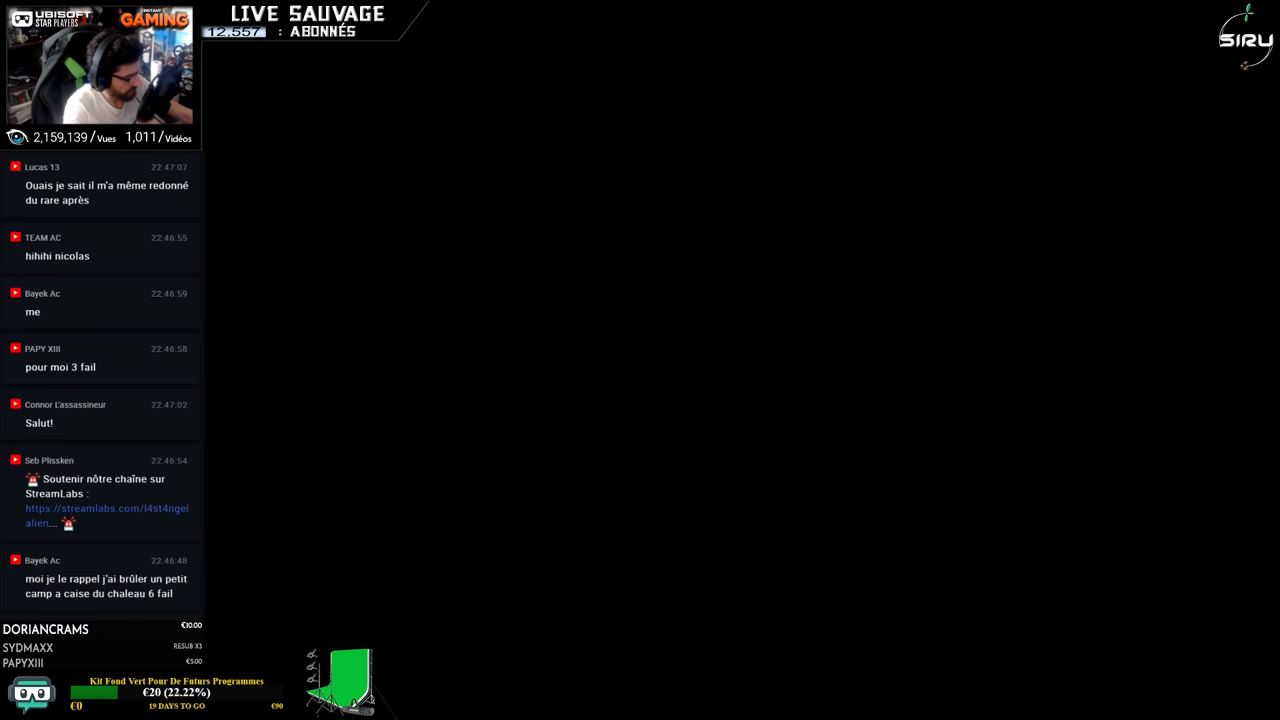 UBISOFT
STAR PLAYERS
INSTANT
GAMING
LIVE SAUVAGE
12,557 : ABONNÉS
SIRU
2,159,139 / Vues 1,011 / Vidéos
Lucas 13 22:47:07
Ouais je sait il m'a même redonné
du rare après
TEAM AC 22:46:55
hihihi nicolas
Bayek Ac 22:46:59
me
PAPY XIII 22:46:58
pour moi 3 fail
Connor L'assassineur 22:47:02
Salut!
Seb Plissken 22:46:54
Soutenir nôtre chaîne sur
StreamLabs :
https://streamlabs.com/l4st4ngel
alien...
Bayek Ac 22:46:48
moi je le rappel j'ai brûler un petit
camp a caise du chaleau 6 fail
DORIANCRAMS €10.00
SYDMAXX RESUB X3
PAPYXIII €5.00
Kit Fond Vert Pour De Futurs Programmes
€20 (22.22%)
€0 19 DAYS TO GO €90